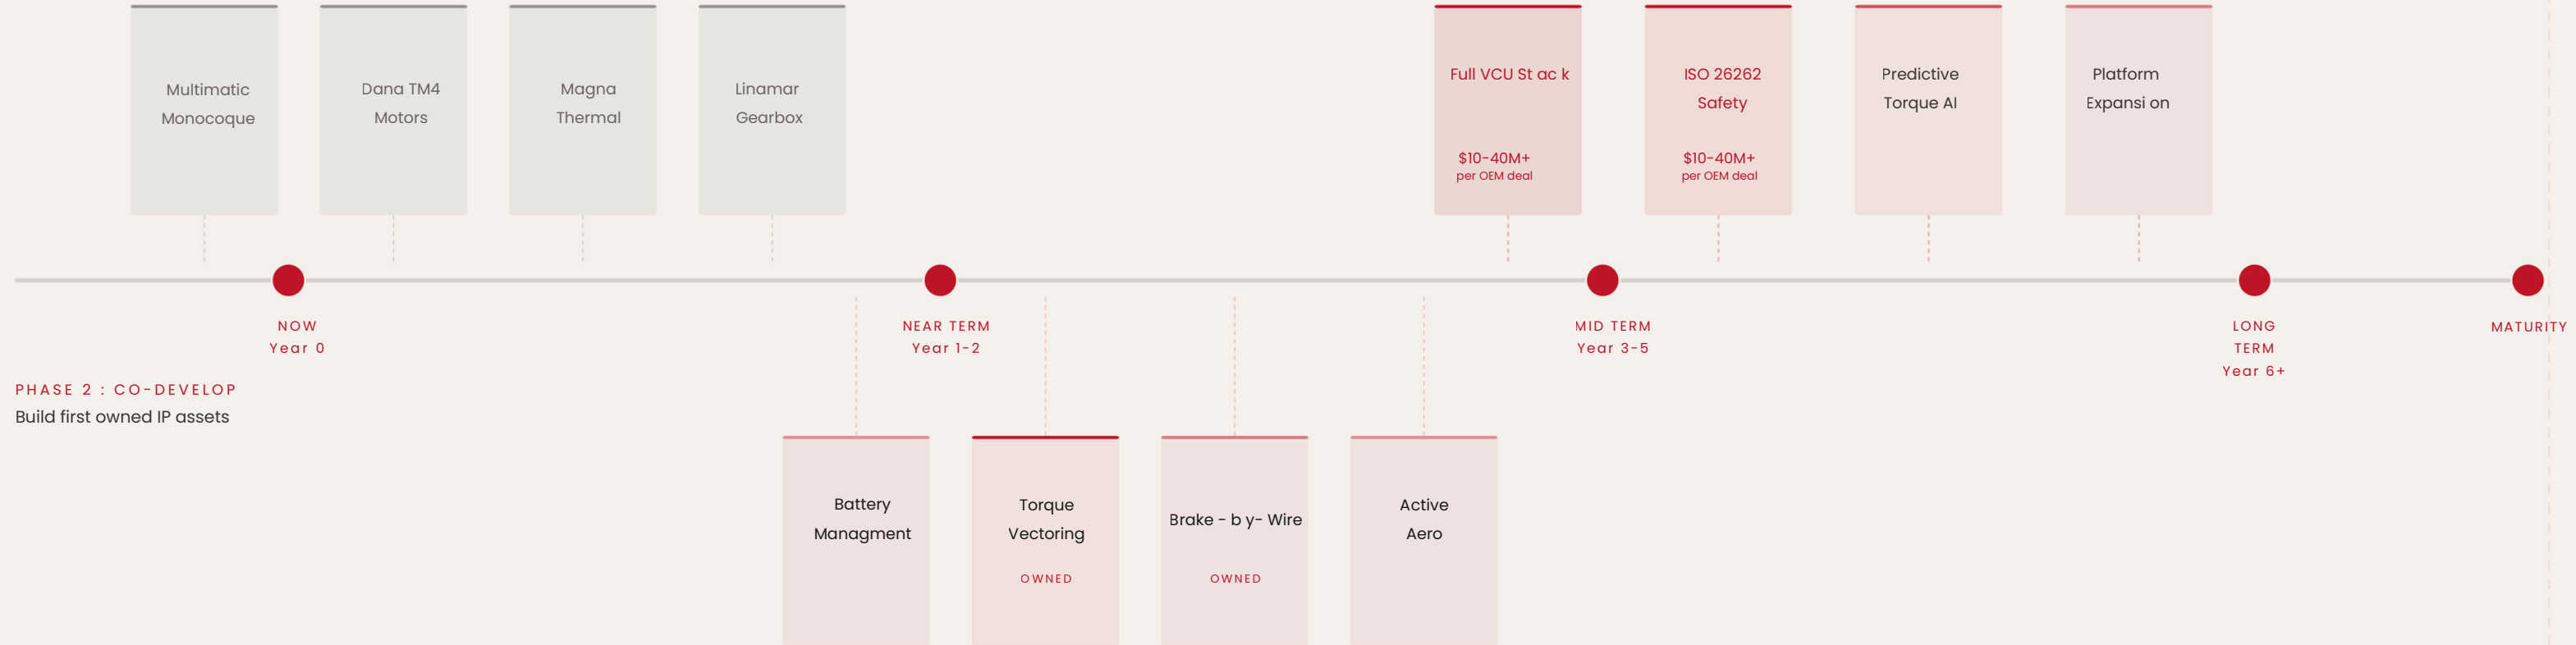 Multimatic
Monocoque
Dana TM4
Motors
Magna
Thermal
Linamar
Gearbox
Full VCU St ac k
$10-40M+
per OEM deal
ISO 26262
Safety
$10-40M+
per OEM deal
Predictive
Torque AI
Platform
Expansi on
NOW
Year 0
NEAR TERM
Year 1-2
MID TERM
Year 3-5
LONG
TERM
Year 6+
MATURITY
PHASE 2 : CO-DEVELOP
Build first owned IP assets
Battery
Managment
Torque
Vectoring
OWNED
Brake - b y- Wire
OWNED
Active
Aero